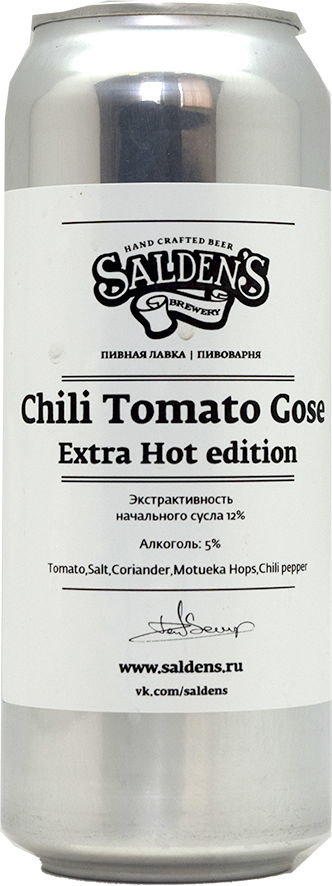 HAND CRAFTED BEER
SALDEN'S
BREWERY
ПИВНАЯ ЛАВКА | ПИВОВАРНЯ
Chili Tomato Gose
Extra Hot edition
Экстрактивность
начального сусла 12%
Алкоголь: 5%
Tomato,Salt,Coriander,Motueka Hops,Chili pepper
www.saldens.ru
vk.com/saldens